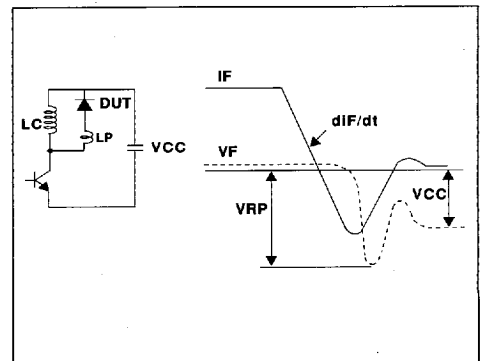 IF
DUT
diF/dt
LC
LP
VCC
VF
VCC
VRP